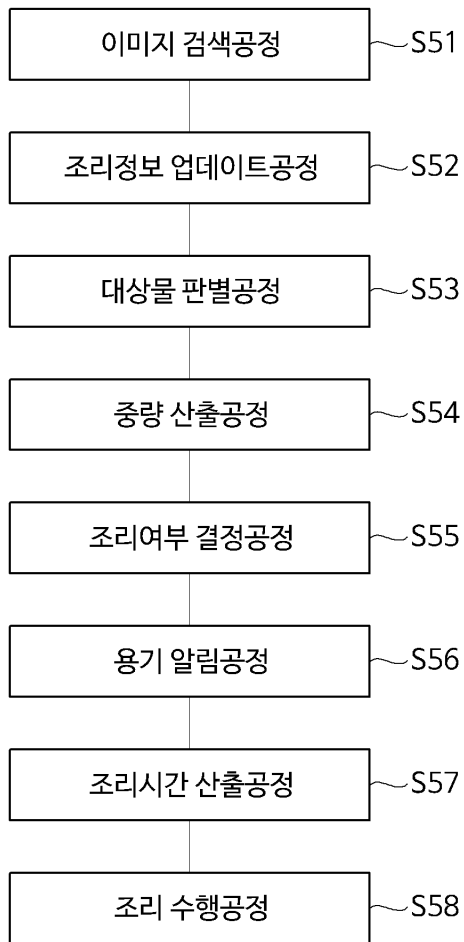 이미지 검색공정 S51
조리정보 업데이트공정 S52
대상물 판별공정 S53
중량 산출공정 S54
조리여부 결정공정 S55
용기 알림공정 S56
조리시간 산출공정 S57
조리 수행공정 S58